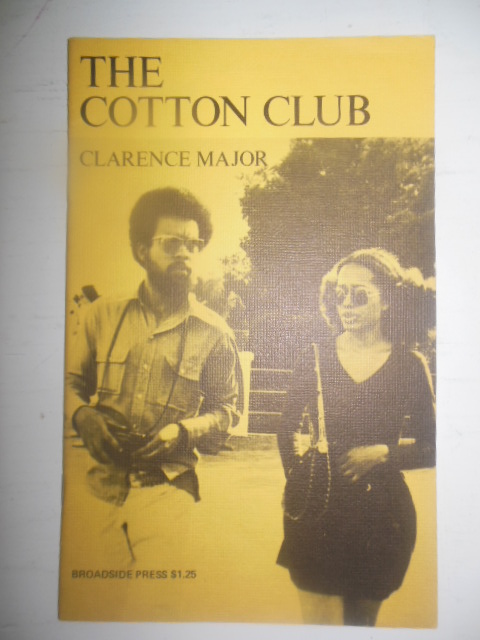 THE
COTTON CLUB
CLARENCE MAJOR
BROADSIDE PRESS $1.25